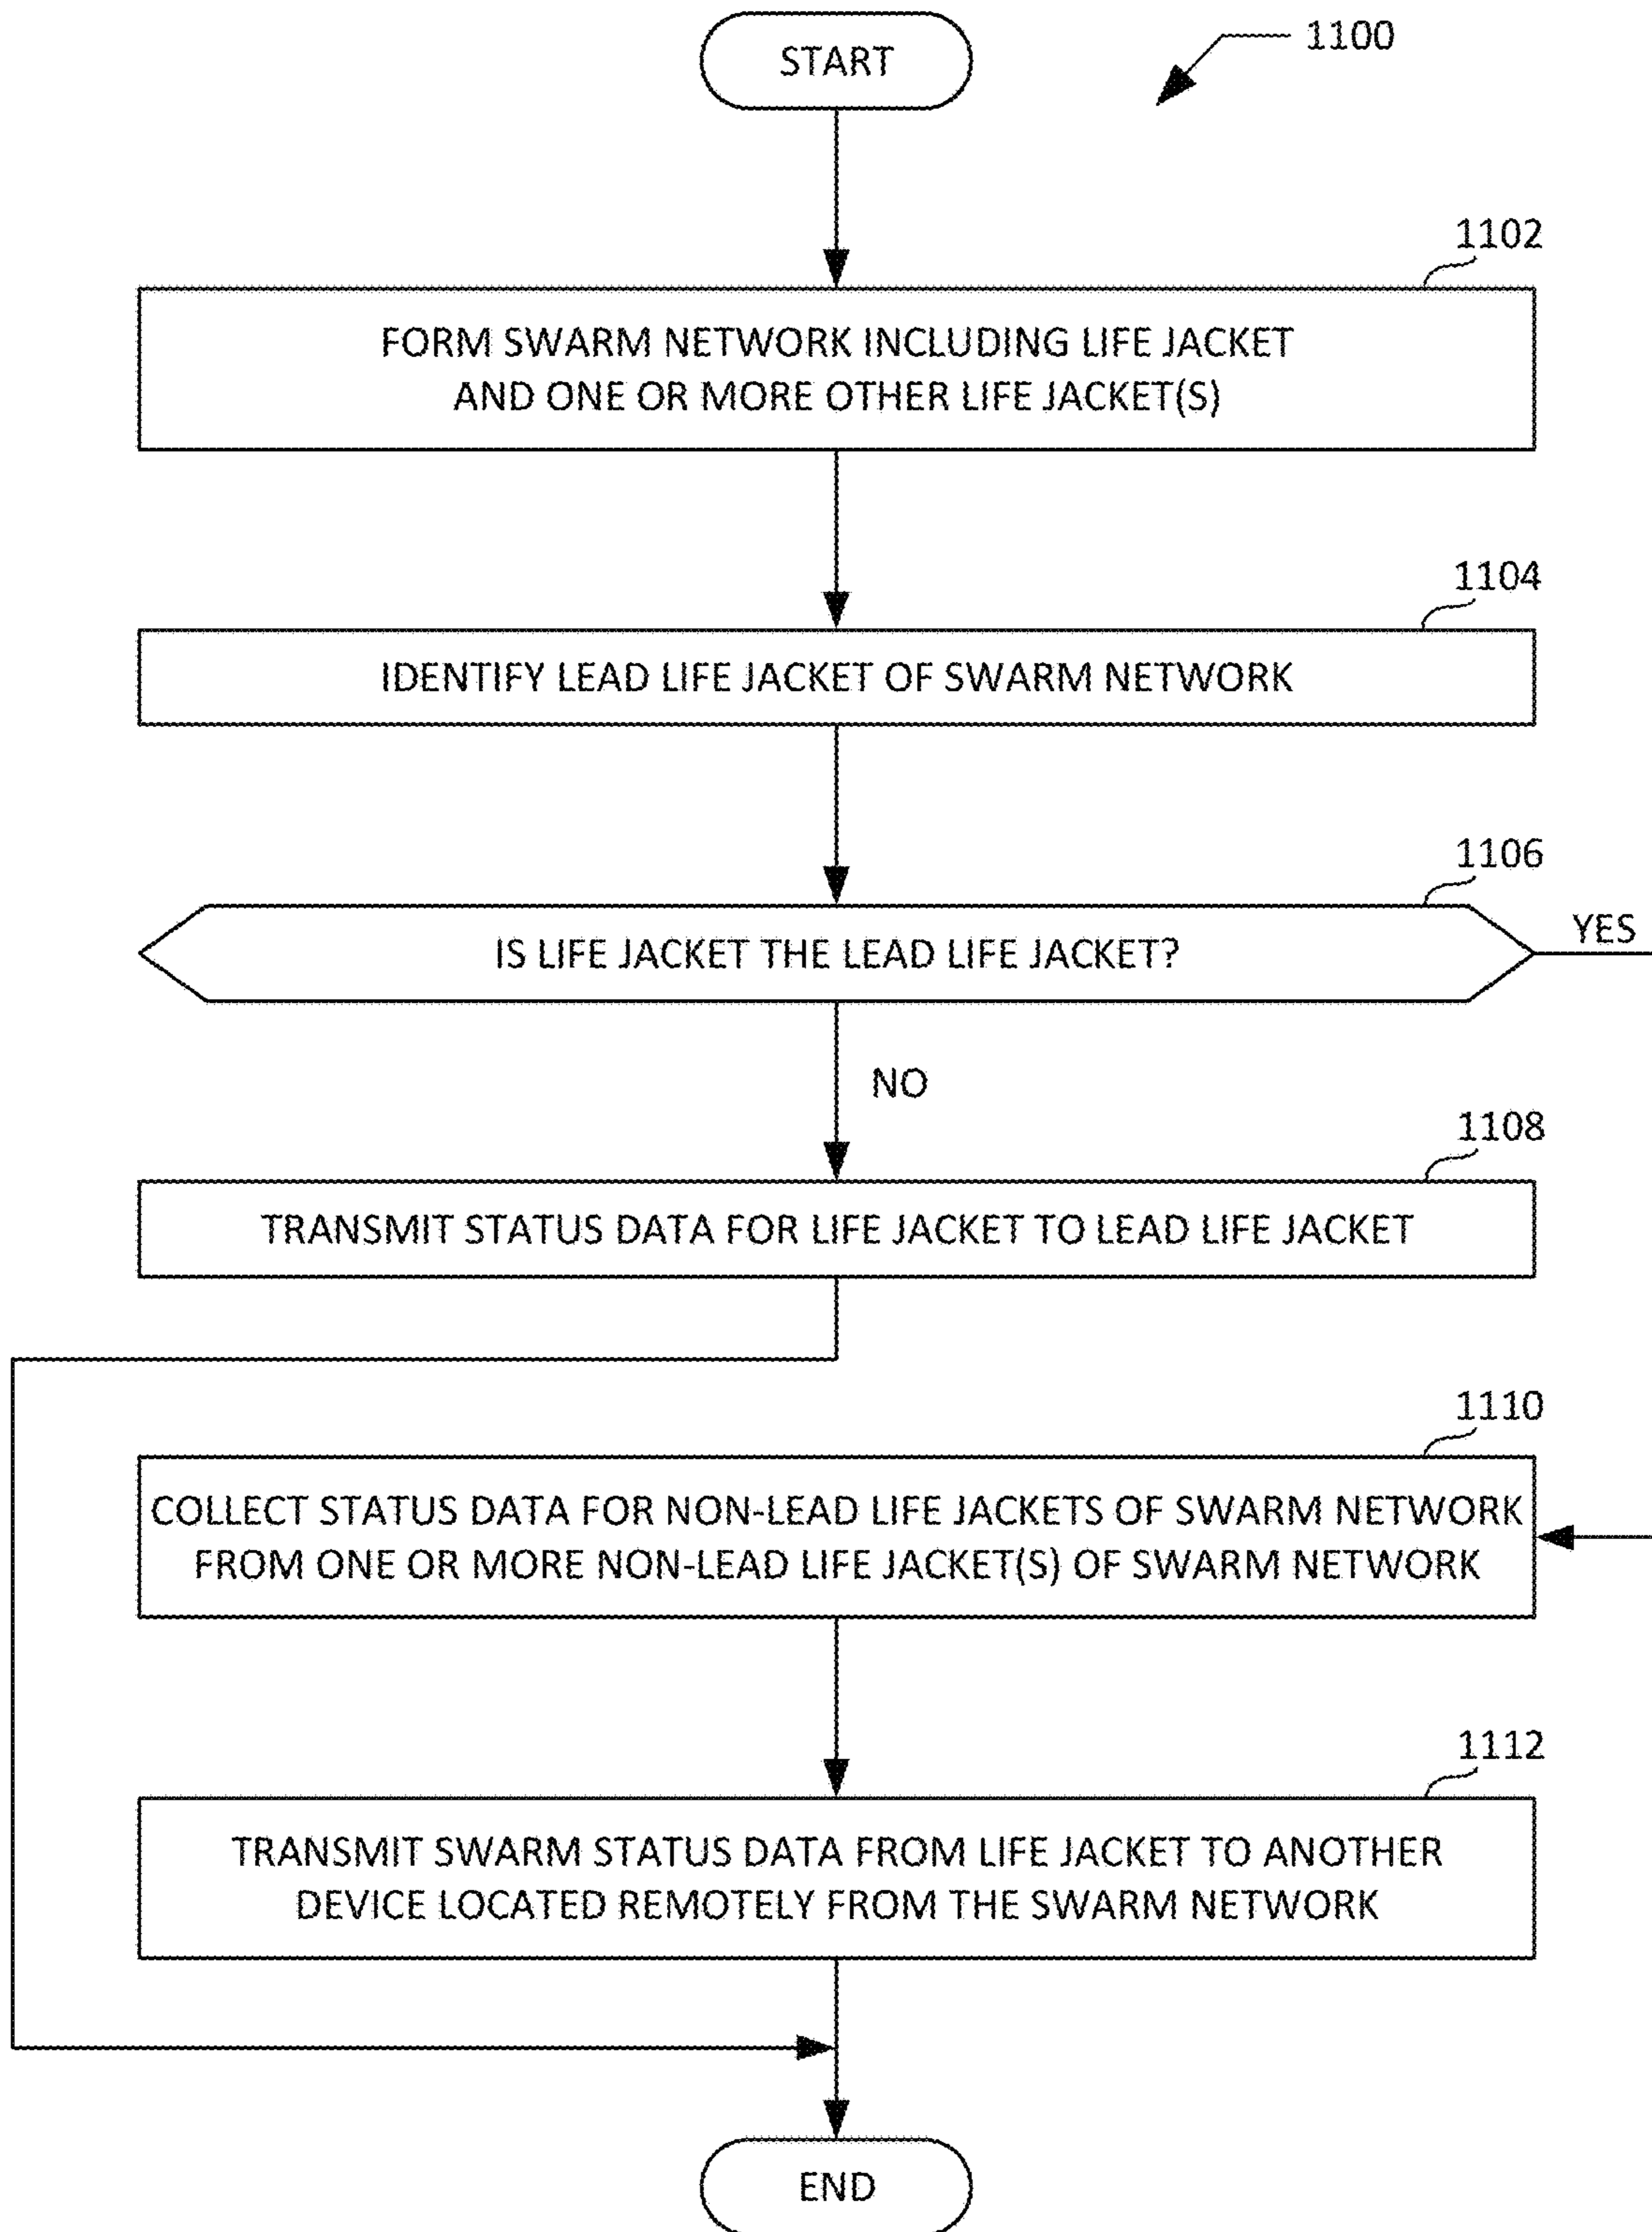 START
1100
1102
FORM SWARM NETWORK INCLUDING LIFE JACKET
AND ONE OR MORE OTHER LIFE JACKET(S)
1104
IDENTIFY LEAD LIFE JACKET OF SWARM NETWORK
1106
IS LIFE JACKET THE LEAD LIFE JACKET?
YES
NO
1108
TRANSMIT STATUS DATA FOR LIFE JACKET TO LEAD LIFE JACKET
1110
COLLECT STATUS DATA FOR NON-LEAD LIFE JACKETS OF SWARM NETWORK
FROM ONE OR MORE NON-LEAD LIFE JACKET(S) OF SWARM NETWORK
1112
TRANSMIT SWARM STATUS DATA FROM LIFE JACKET TO ANOTHER
DEVICE LOCATED REMOTELY FROM THE SWARM NETWORK
END